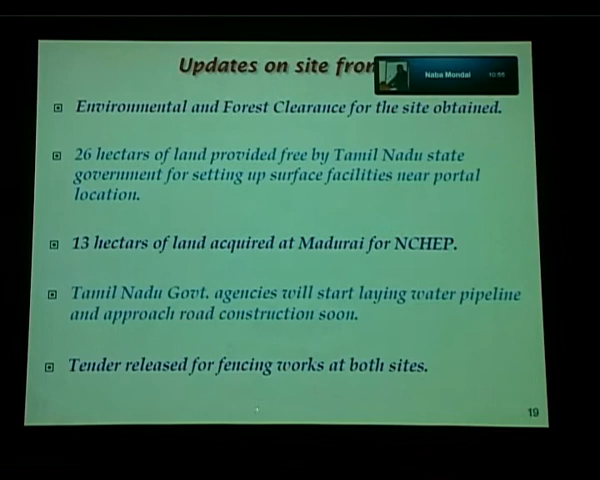 Updates on site fron
Naba Mondal 10:55
Environmental and Forest Clearance for the site obtained.
26 hectars of land provided free by Tamil Nadu state
government for setting up surface facilities near portal
location.
13 hectars of land acquired at Madurai for NCHEP.
Tamil Nadu Govt. agencies will start laying water pipeline
and approach road construction soon.
Tender released for fencing works at both sites.
19